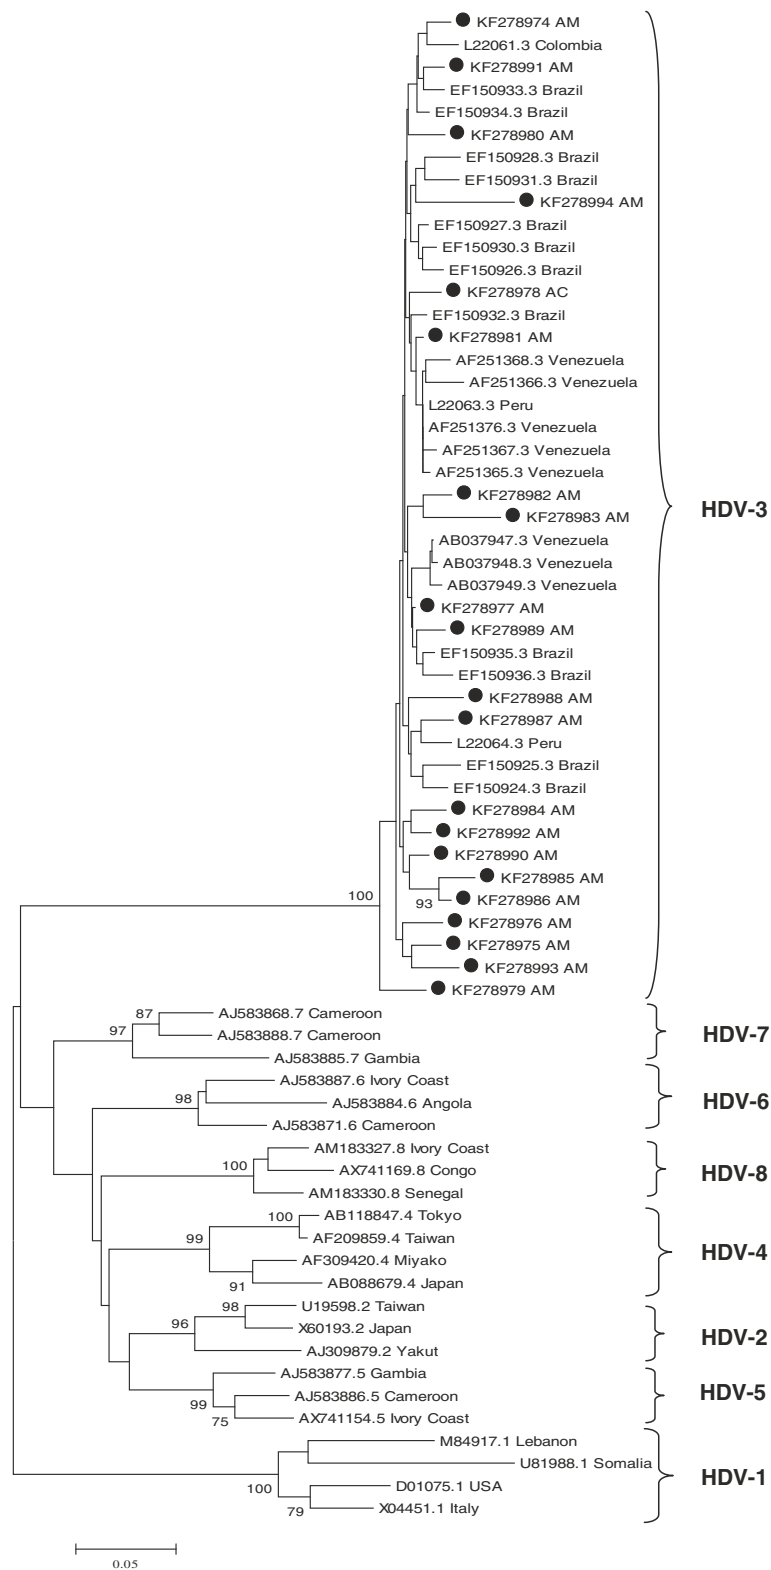 KF278974 AM
L22061.3 Colombia
KF278991 AM
EF150933.3 Brazil
EF150934.3 Brazil
KF278980 AM
EF150928.3 Brazil
EF150931.3 Brazil
KF278994 AM
EF150927.3 Brazil
EF150930.3 Brazil
EF150926.3 Brazil
KF278978 AC
EF150932.3 Brazil
KF278981 AM
AF251368.3 Venezuela
AF251366.3 Venezuela
L22063.3 Peru
AF251376.3 Venezuela
AF251367.3 Venezuela
AF251365.3 Venezuela
KF278982 AM
HDV-3
KF278983 AM
AB037947.3 Venezuela
AB037948.3 Venezuela
AB037949.3 Venezuela
KF278977 AM
KF278989 AM
EF150935.3 Brazil
EF150936.3 Brazil
KF278988 AM
KF278987 AM
L22064.3 Peru
EF150925.3 Brazil
EF150924.3 Brazil
KF278984 AM
KF278992 AM
KF278990 AM
KF278985 AM
100
93
KF278986 AM
KF278976 AM
KF278975 AM
KF278993 AM
KF278979 AM
87
AJ583868.7 Cameroon
97
AJ583888.7 Cameroon
HDV-7
AJ583885.7 Gambia
AJ583887.6 Ivory Coast
98
AJ583884.6 Angola
HDV-6
AJ583871.6 Cameroon
AM183327.8 Ivory Coast
100
AX741169.8 Congo
HDV-8
AM183330.8 Senegal
100
AB118847.4 Tokyo
99
AF209859.4 Taiwan
HDV-4
AF309420.4 Miyako
91
AB088679.4 Japan
98
U19598.2 Taiwan
96
X60193.2 Japan
HDV-2
AJ309879.2 Yakut
AJ583877.5 Gambia
99
AJ583886.5 Cameroon
HDV-5
75
AX741154.5 Ivory Coast
M84917.1 Lebanon
U81988.1 Somalia
100
D01075.1 USA
HDV-1
79
X04451.1 Italy
0.05